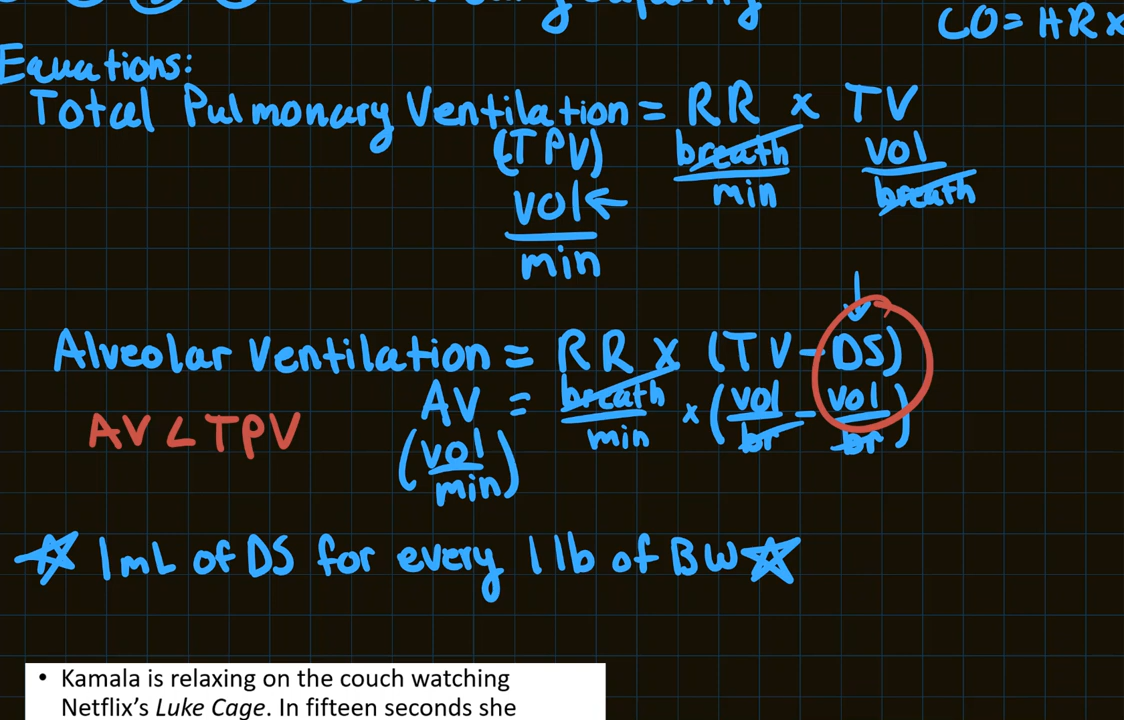 CO = HR x
Equations:
Total Pulmonary Ventilation = RR x TV
(TPV) breath vol
vol ← min breath
min
Alveolar Ventilation = RR x (TV - DS)
AV = breath x ( vol - vol )
AV < TPV min br br
( vol
min )
☆ 1mL of DS for every 1 lb of BW ☆
• Kamala is relaxing on the couch watching
Netflix's Luke Cage. In fifteen seconds she